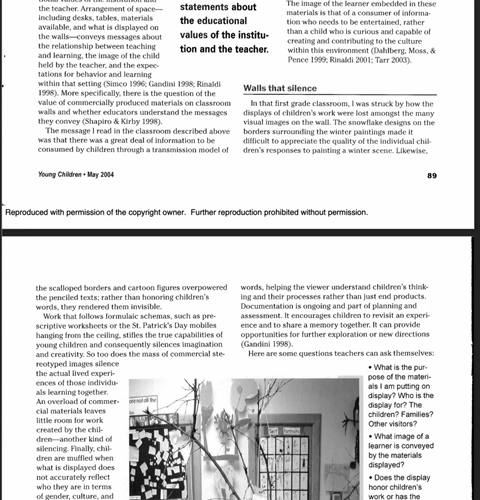 the teacher. Arrangement of space—
including desks, tables, materials
available, and what is displayed on
the walls—conveys messages about
the relationship between teaching
and learning, the image of the child
held by the teacher, and the expec-
tations for behavior and learning
within that setting (Simco 1996; Gandini 1998; Rinaldi
1998). More specifically, there is the question of the
value of commercially produced materials on classroom
walls and whether educators understand the messages
they convey (Shapiro & Kirby 1998).
The message I read in the classroom described above
was that there was a great deal of information to be
consumed by children through a transmission model of
statements about
the educational
values of the institu-
tion and the teacher.
The image of the learner embedded in these
materials is that of a consumer of informa-
tion who needs to be entertained, rather
than a child who is curious and capable of
creating and contributing to the culture
within this environment (Dahlberg, Moss, &
Pence 1999; Rinaldi 2001; Tarr 2003).
Walls that silence
In that first grade classroom, I was struck by how the
displays of children's work were lost amongst the many
visual images on the wall. The snowflake designs on the
borders surrounding the winter paintings made it
difficult to appreciate the quality of the individual chil-
dren's responses to painting a winter scene. Likewise,
Young Children • May 2004
89
Reproduced with permission of the copyright owner. Further reproduction prohibited without permission.
the scalloped borders and cartoon figures overpowered
the penciled texts; rather than honoring children's
words, they rendered them invisible.
Work that follows formulaic schemas, such as pre-
scriptive worksheets or the St. Patrick's Day mobiles
hanging from the ceiling, stifles the true capabilities of
young children and consequently silences imagination
and creativity. So too does the mass of commercial ste-
reotyped images silence
the actual lived experi-
ences of those individu-
als learning together.
An overload of commer-
cial materials leaves
little room for work
created by the chil-
dren—another kind of
silencing. Finally, chil-
dren are muffled when
what is displayed does
not accurately reflect
who they are in terms
of gender, culture, and
words, helping the viewer understand children's think-
ing and their processes rather than just end products.
Documentation is ongoing and part of planning and
assessment. It encourages children to revisit an experi-
ence and to share a memory together. It can provide
opportunities for further exploration or new directions
(Gandini 1998).
Here are some questions teachers can ask themselves:
• What is the pur-
pose of the materi-
als I am putting on
display? Who is the
display for? The
children? Families?
Other visitors?
• What image of a
learner is conveyed
by the materials
displayed?
• Does the display
honor children's
work or has the